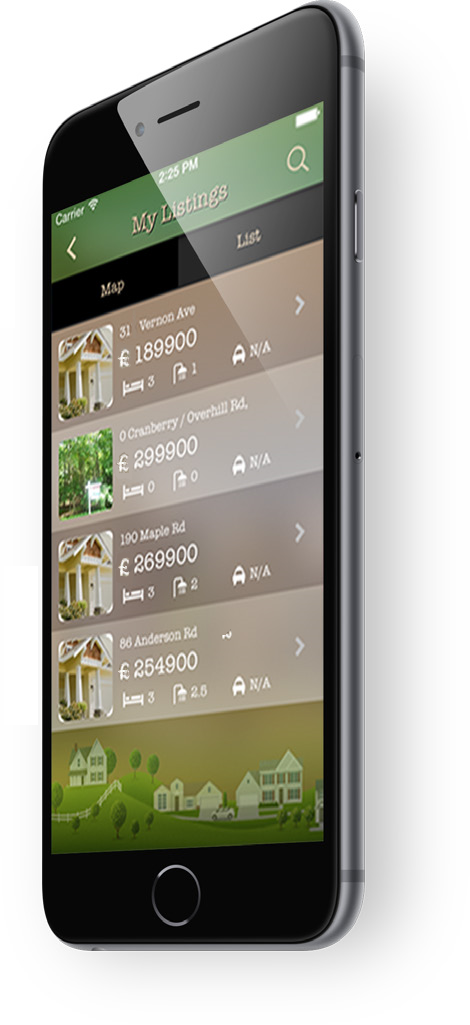 Carrier 2:25 PM
My Listings
Map List
31 Vernon Ave
£ 189900
3 1 N/A
0 Cranberry / Overhill Rd,
£ 299900
0 0 N/A
190 Maple Rd
£ 269900
3 2 N/A
86 Anderson Rd ~
£ 254900
3 2.5 N/A